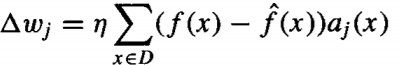 Δw_j = η ∑_{x∈D} (f(x) − f̂(x))a_j(x)